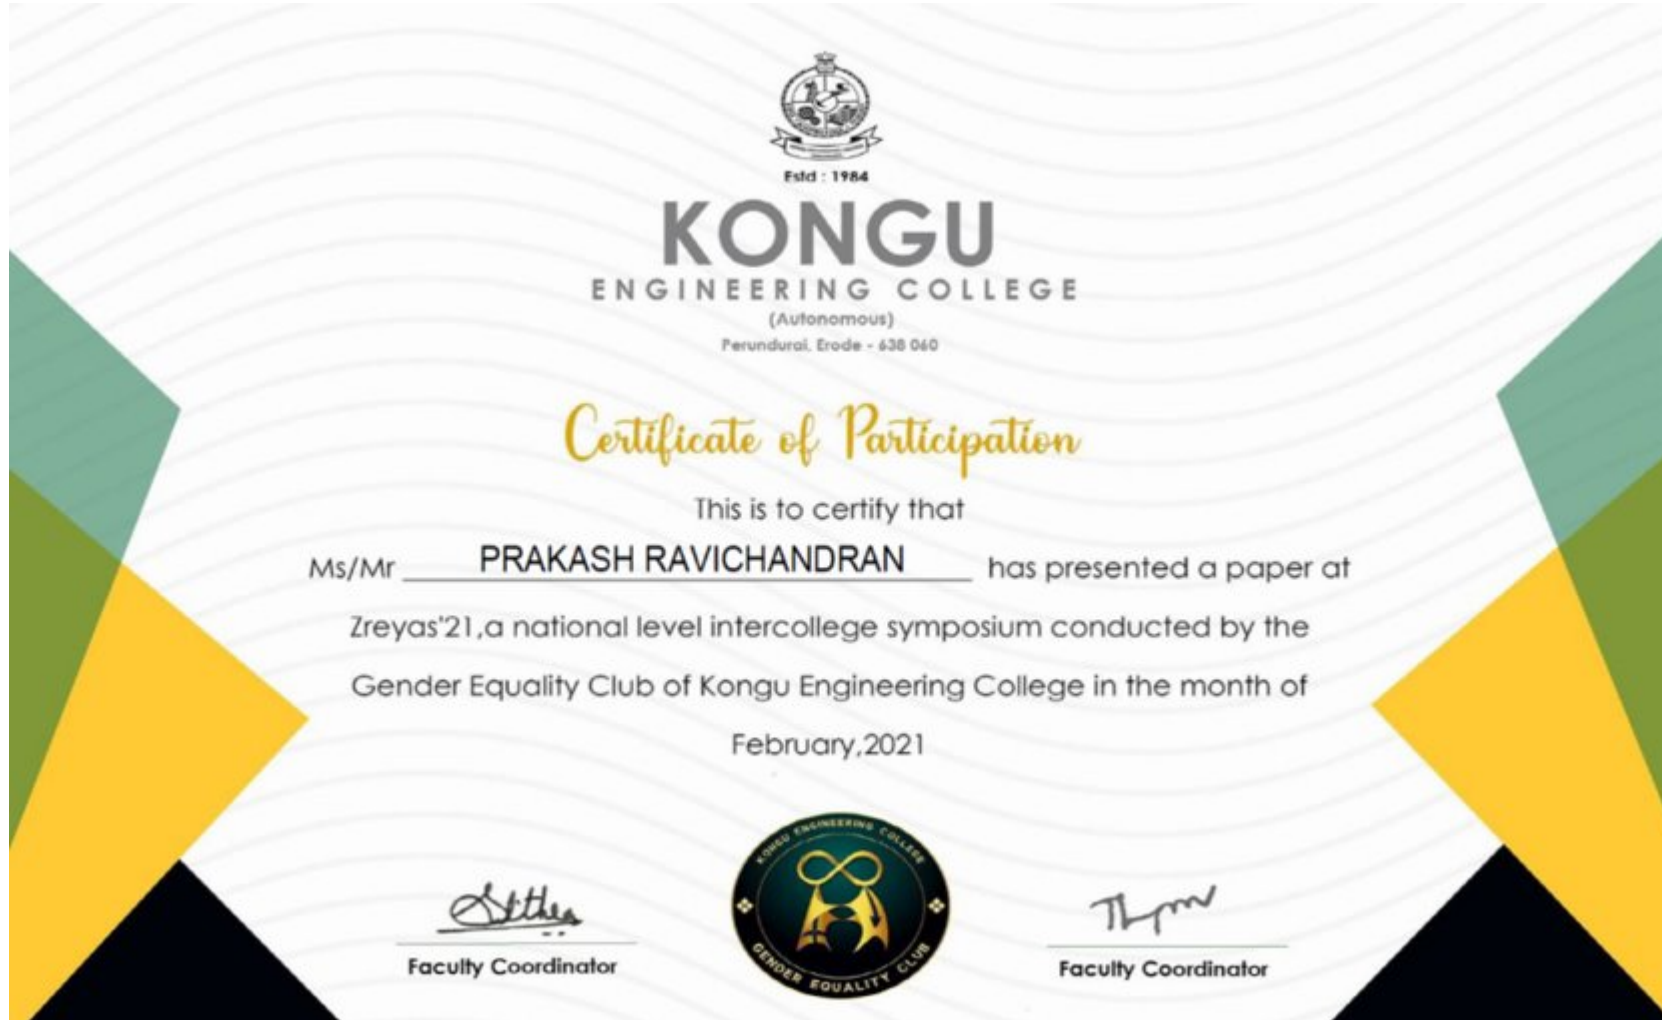 Estd : 1984
KONGU
ENGINEERING COLLEGE
(Autonomous)
Perundurai, Erode - 638 060
Certificate of Participation
This is to certify that
Ms/Mr PRAKASH RAVICHANDRAN has presented a paper at
Zreyas'21,a national level intercollege symposium conducted by the
Gender Equality Club of Kongu Engineering College in the month of
February,2021
KONGU ENGINEERING COLLEGE
GENDER EQUALITY CLUB
Faculty Coordinator
Faculty Coordinator